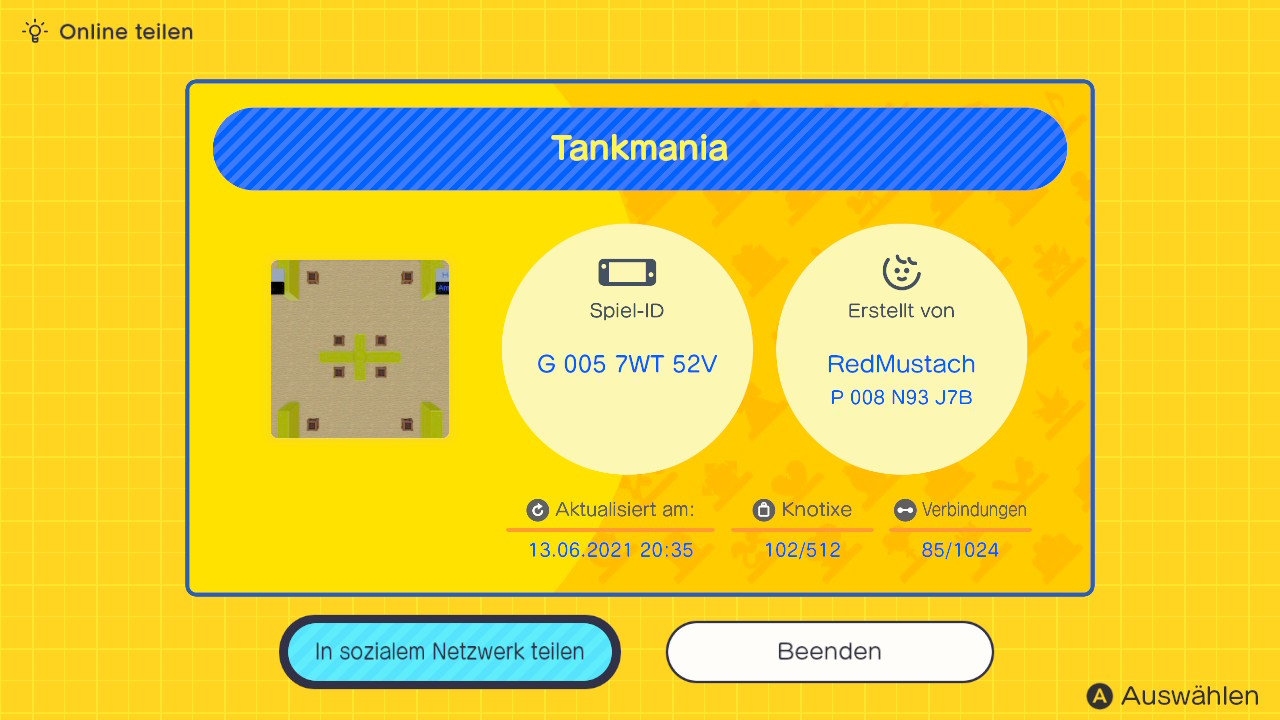 Online teilen
Tankmania
Spiel-ID
G 005 7WT 52V
Erstellt von
RedMustach
P 008 N93 J7B
Aktualisiert am:
13.06.2021 20:35
Knotixe
102/512
Verbindungen
85/1024
In sozialem Netzwerk teilen
Beenden
A Auswählen